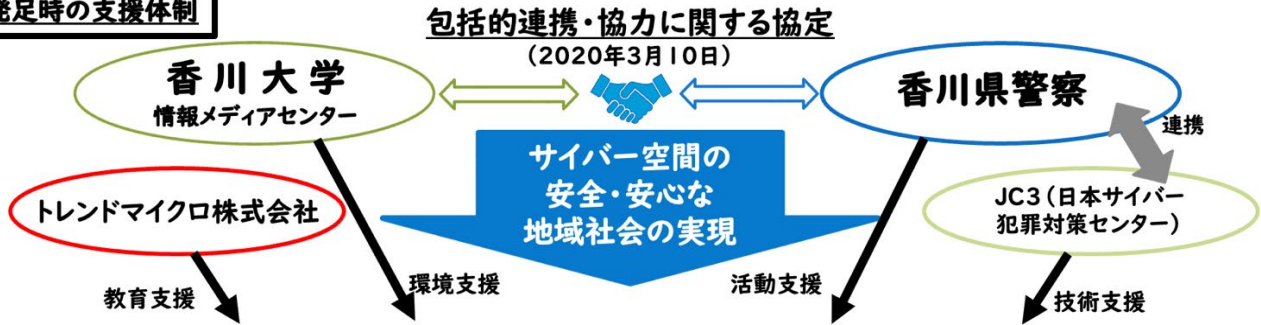 発足時の支援体制
包括的連携・協力に関する協定
(2020年3月10日)
香川大学
情報メディアセンター
香川県警察
連携
サイバー空間の
安全・安心な
地域社会の実現
トレンドマイクロ株式会社
JC3(日本サイバー
犯罪対策センター)
教育支援
環境支援
活動支援
技術支援